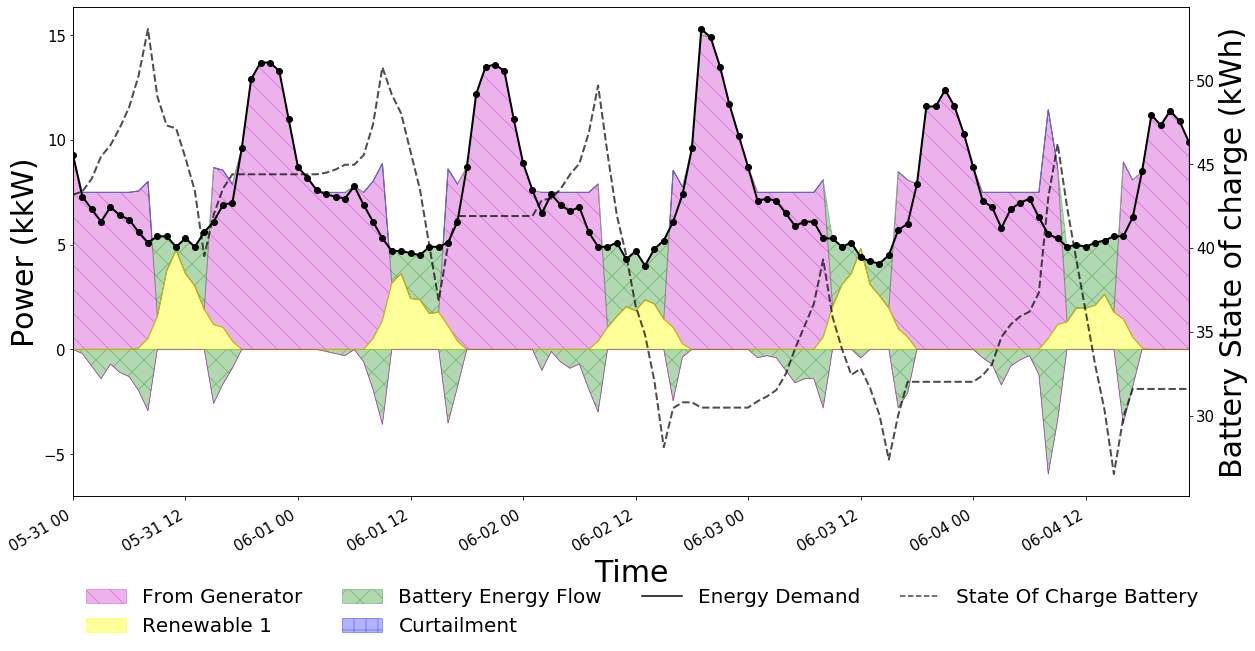 Power (kkW)
15
10
5
0
−5
Battery State of charge (kWh)
50
45
40
35
30
05-31 00
05-31 12
06-01 00
06-01 12
06-02 00
06-02 12
06-03 00
06-03 12
06-04 00
06-04 12
Time
From Generator
Battery Energy Flow
Energy Demand
State Of Charge Battery
Renewable 1
Curtailment